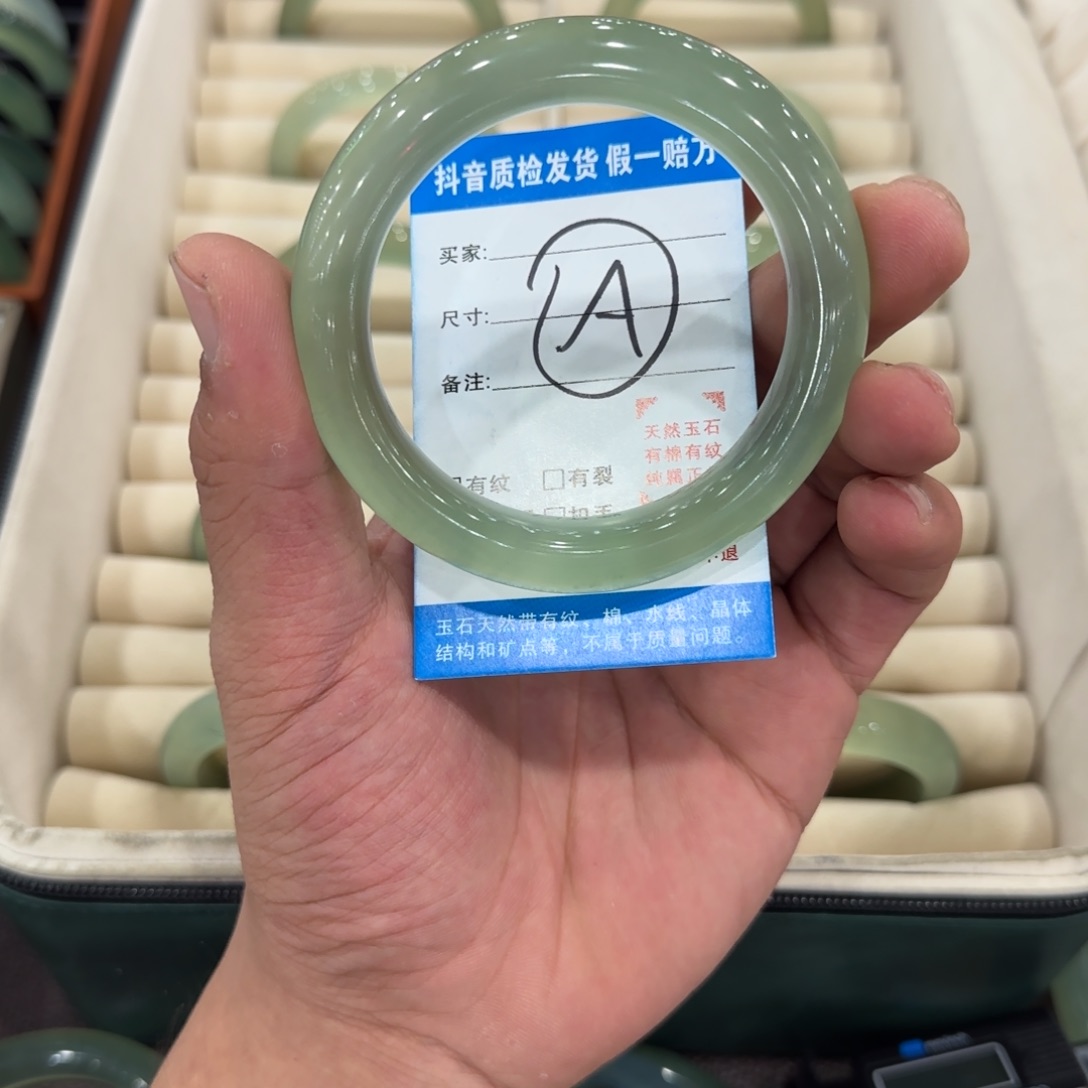 抖音质检发货 假一赔万
买家:
尺寸:
备注:
A
天然玉石
有棉有纹
有纹 □有裂
退
玉石天然带有纹、棉、水线、晶体
结构和矿点等，不属于质量问题。